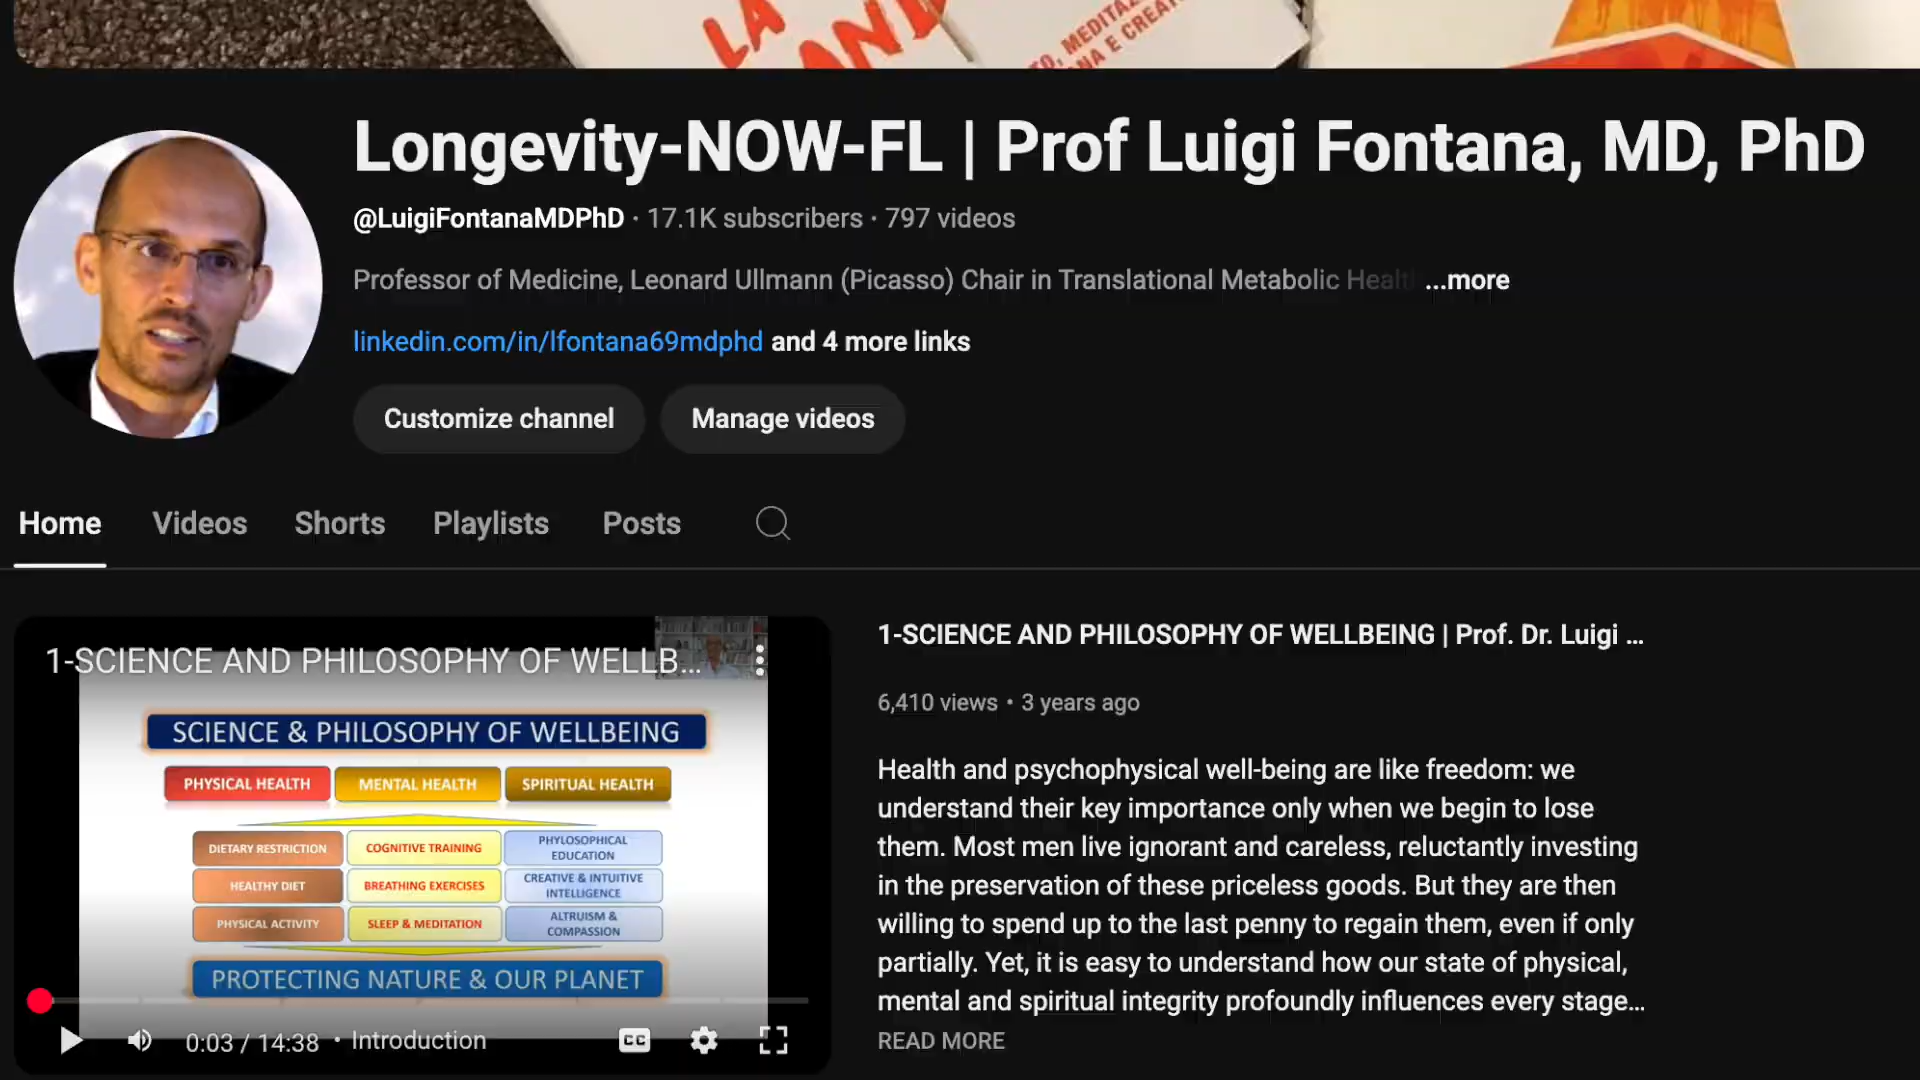 LA
AND
TO, MEDITAZ
NA E CREAT
Longevity-NOW-FL | Prof Luigi Fontana, MD, PhD
@LuigiFontanaMDPhD · 17.1K subscribers · 797 videos
Professor of Medicine, Leonard Ullmann (Picasso) Chair in Translational Metabolic Healt ...more
linkedin.com/in/lfontana69mdphd and 4 more links
Customize channel Manage videos
Home Videos Shorts Playlists Posts
1-SCIENCE AND PHILOSOPHY OF WELLB...
SCIENCE & PHILOSOPHY OF WELLBEING
PHYSICAL HEALTH MENTAL HEALTH SPIRITUAL HEALTH
DIETARY RESTRICTION COGNITIVE TRAINING PHYLOSOPHICAL
EDUCATION
HEALTHY DIET BREATHING EXERCISES CREATIVE & INTUITIVE
INTELLIGENCE
PHYSICAL ACTIVITY SLEEP & MEDITATION ALTRUISM &
COMPASSION
PROTECTING NATURE & OUR PLANET
0:03 / 14:38 • Introduction CC
1-SCIENCE AND PHILOSOPHY OF WELLBEING | Prof. Dr. Luigi ...
6,410 views • 3 years ago
Health and psychophysical well-being are like freedom: we
understand their key importance only when we begin to lose
them. Most men live ignorant and careless, reluctantly investing
in the preservation of these priceless goods. But they are then
willing to spend up to the last penny to regain them, even if only
partially. Yet, it is easy to understand how our state of physical,
mental and spiritual integrity profoundly influences every stage...
READ MORE